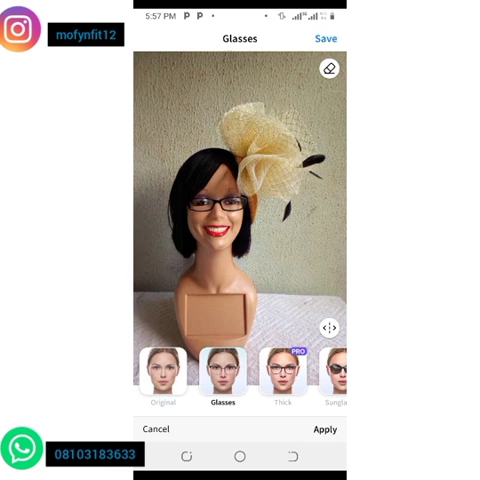 5:57 PM P P
mofynfit12
Glasses
Save
PRO
Original
Glasses
Thick
Sungla
Cancel
Apply
08103183633